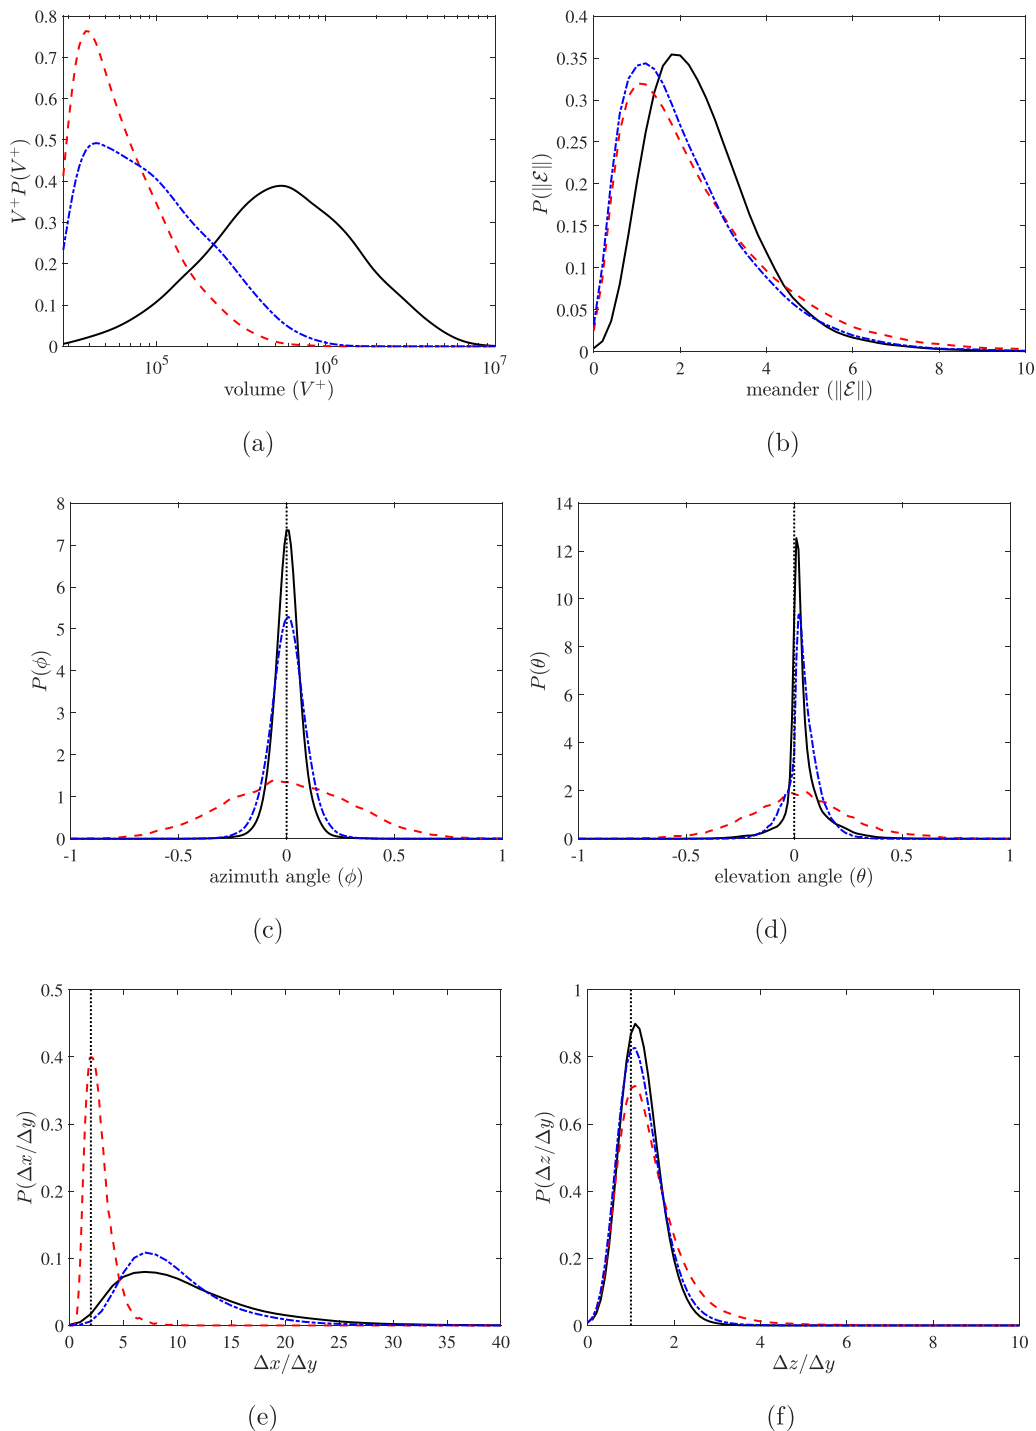 0.8
0.7
0.6
0.5
0.4
0.3
0.2
0.1
0
V⁺P(V⁺)
10⁵ 10⁶ 10⁷
volume (V⁺)
(a)
0.4
0.35
0.3
0.25
0.2
0.15
0.1
0.05
0
P(‖ℰ‖)
0 2 4 6 8 10
meander (‖ℰ‖)
(b)
8
7
6
5
4
3
2
1
0
P(ϕ)
-1 -0.5 0 0.5 1
azimuth angle (ϕ)
(c)
14
12
10
8
6
4
2
0
P(θ)
-1 -0.5 0 0.5 1
elevation angle (θ)
(d)
0.5
0.4
0.3
0.2
0.1
0
P(Δx/Δy)
0 5 10 15 20 25 30 35 40
Δx/Δy
(e)
1
0.8
0.6
0.4
0.2
0
P(Δz/Δy)
0 2 4 6 8 10
Δz/Δy
(f)